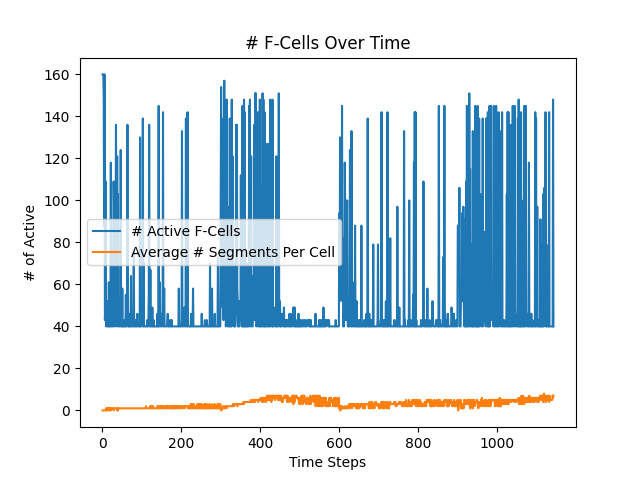 # F-Cells Over Time
# of Active
160
140
120
100
80
60
40
20
0
# Active F-Cells
Average # Segments Per Cell
0 200 400 600 800 1000
Time Steps